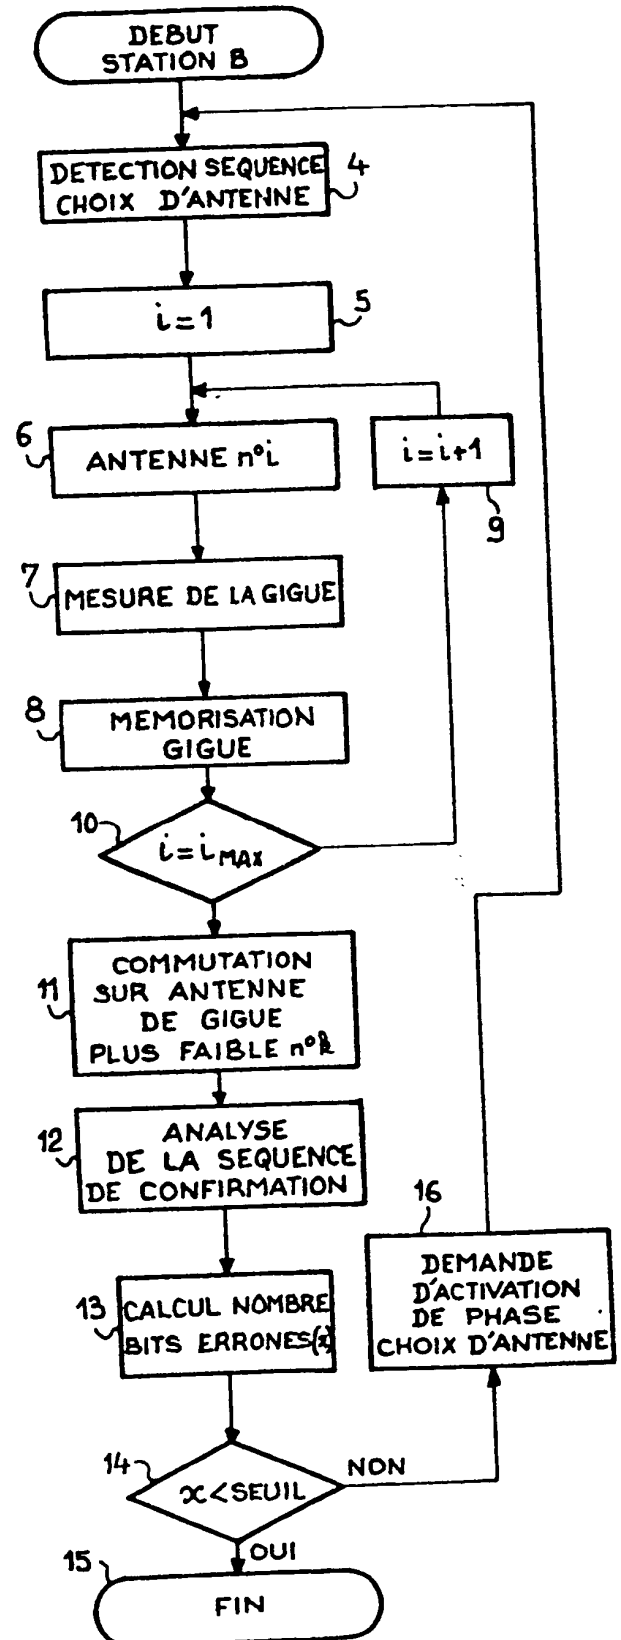 DEBUT
STATION B
DETECTION SEQUENCE
CHOIX D'ANTENNE
4
i=1
5
6
ANTENNE n°i
i=i+1
9
7
MESURE DE LA GIGUE
8
MEMORISATION
GIGUE
10
i=iMAX
11
COMMUTATION
SUR ANTENNE
DE GIGUE
PLUS FAIBLE n°k
12
ANALYSE
DE LA SEQUENCE
DE CONFIRMATION
16
DEMANDE
D'ACTIVATION
DE PHASE
CHOIX D'ANTENNE
13
CALCUL NOMBRE
BITS ERRONES(x)
14
x<SEUIL
NON
OUI
15
FIN